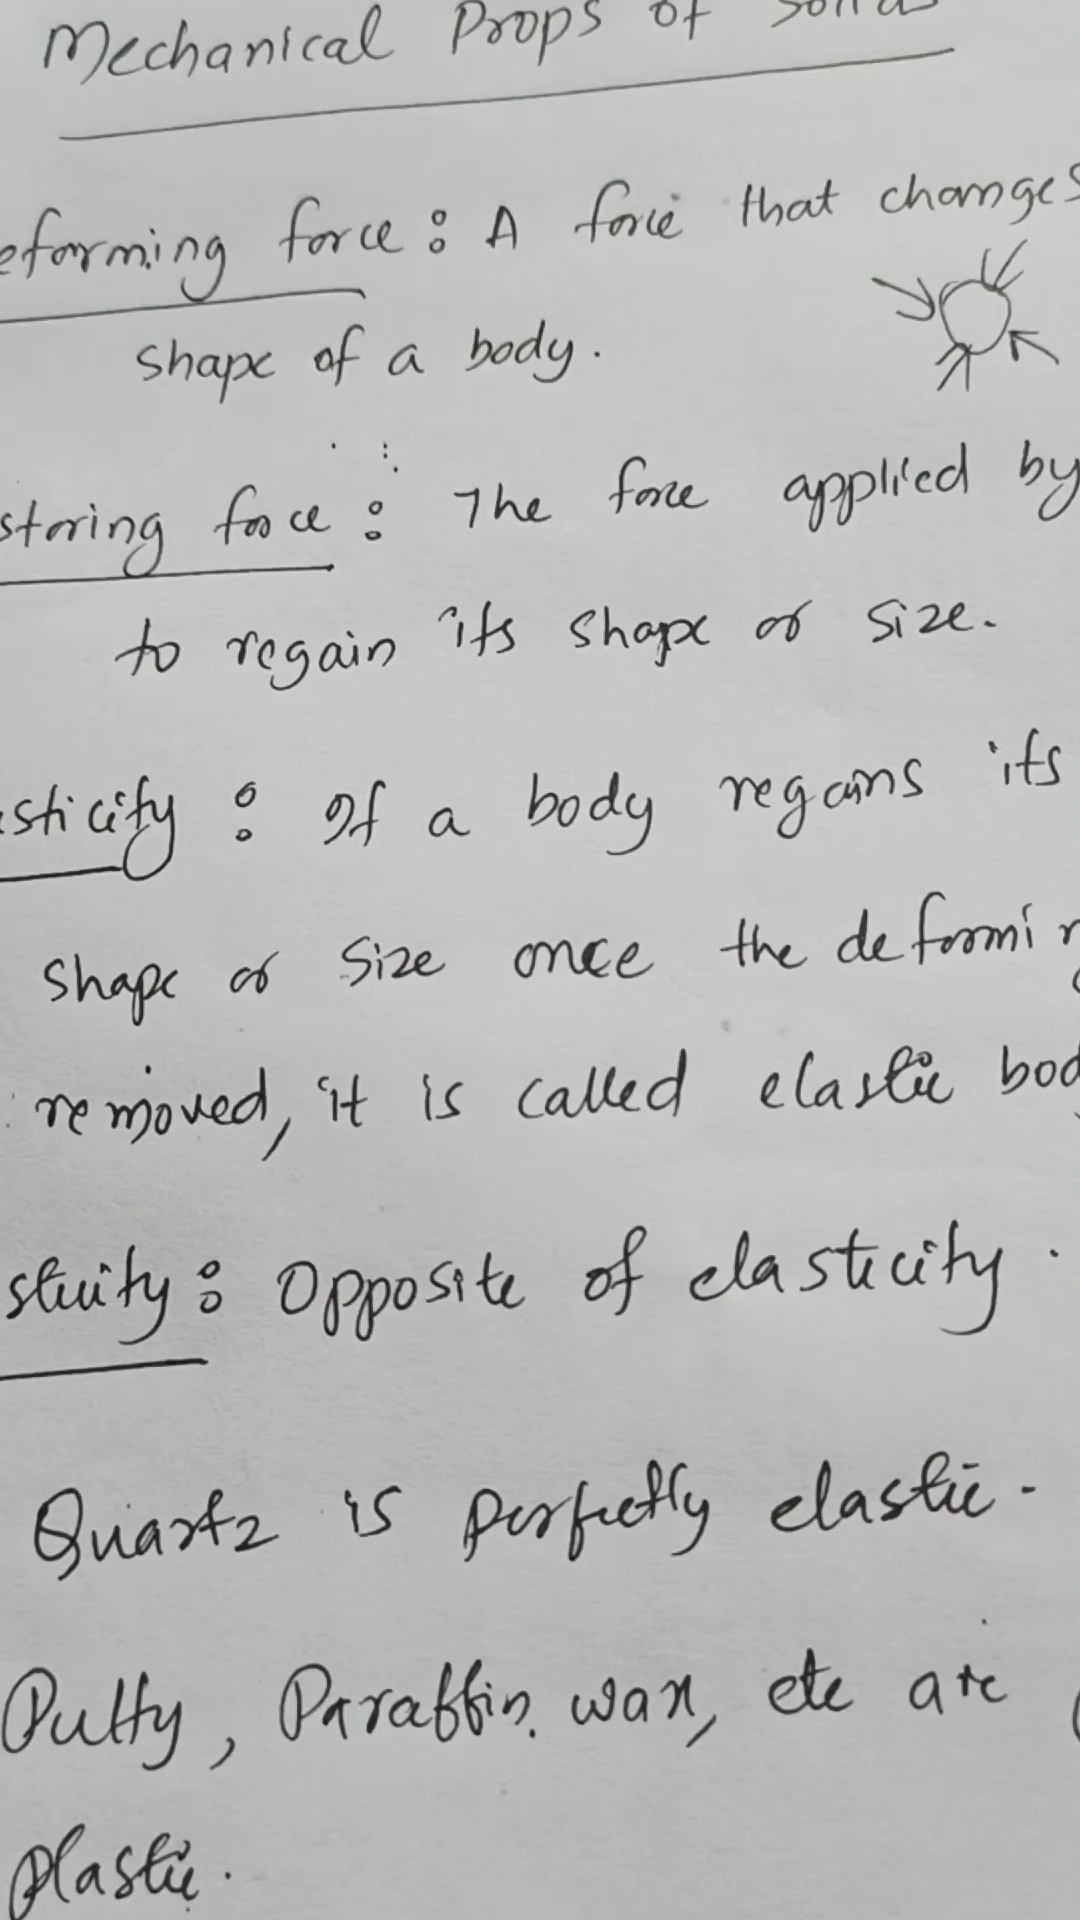 Mechanical Props of Solids
eforming force : A force that changes
shape of a body.
storing force : The force applied by
to regain its shape or size.
sticity : If a body regains its
shape or size once the deformin
removed, it is called elastic bod
sticity : Opposite of elasticity.
Quartz is perfectly elastic.
Putty, Paraffin wax, etc are
plastic.